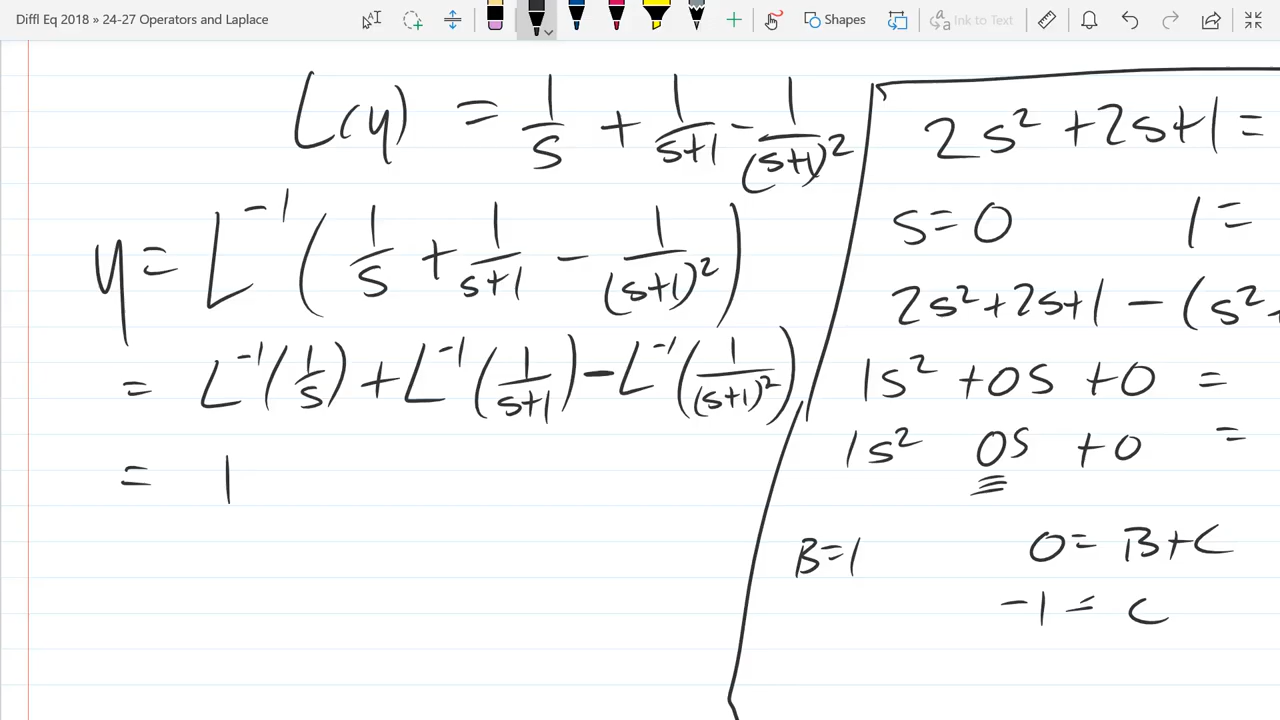 Diffl Eq 2018 » 24-27 Operators and Laplace
Shapes
Ink to Text
L(y) = 1/s + 1/(s+1) - 1/(s+1)²
y = L⁻¹(1/s + 1/(s+1) - 1/(s+1)²)
= L⁻¹(1/s) + L⁻¹(1/(s+1)) - L⁻¹(1/(s+1)²)
= 1
2s² + 2s + 1 =
s = 0 1 =
2s² + 2s + 1 - (s² +
1s² + 0s + 0 =
1s² 0s + 0 =
B = 1 0 = B + C
-1 = C